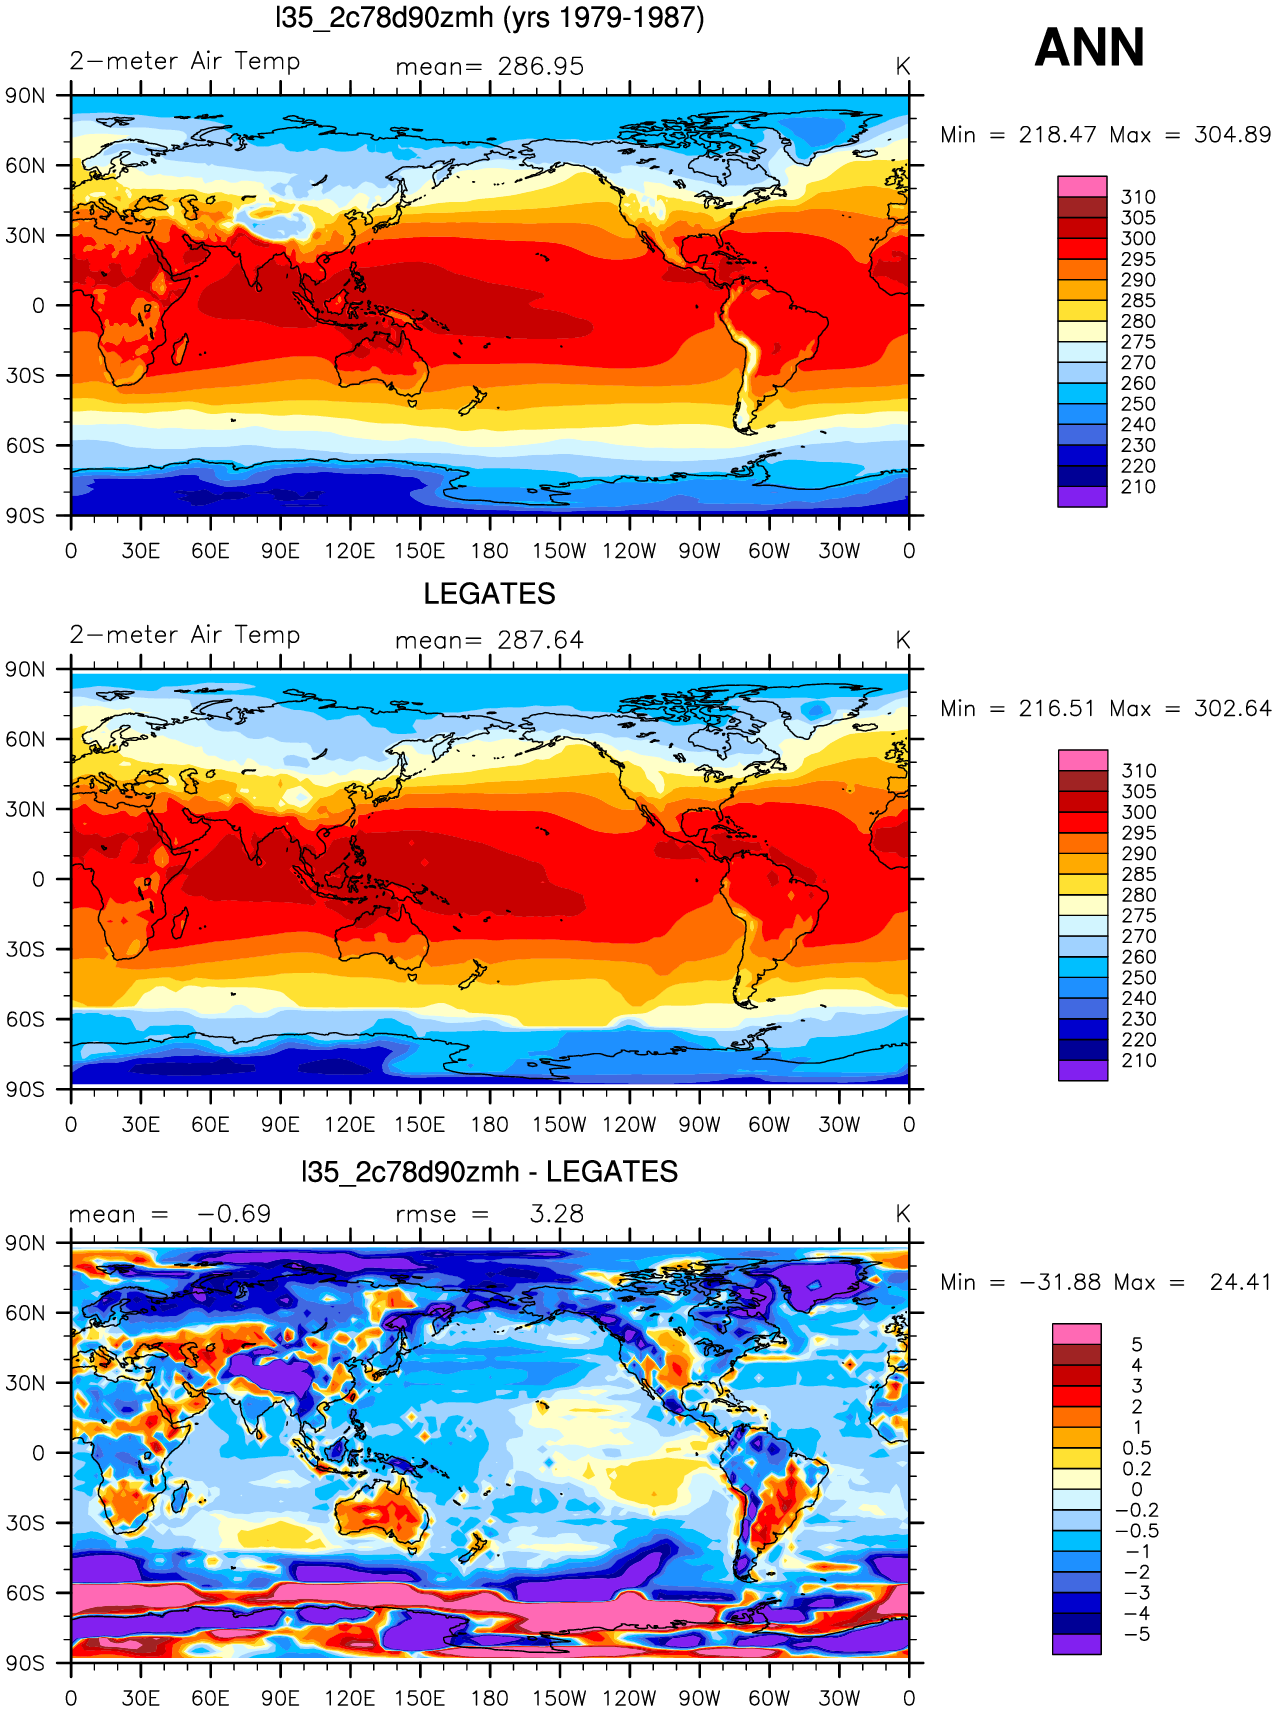 l35_2c78d90zmh (yrs 1979-1987)
ANN
2-meter Air Temp mean= 286.95 K
Min = 218.47 Max = 304.89
90N
60N
30N
0
30S
60S
90S
0 30E 60E 90E 120E 150E 180 150W 120W 90W 60W 30W 0
310
305
300
295
290
285
280
275
270
260
250
240
230
220
210
LEGATES
2-meter Air Temp mean= 287.64 K
Min = 216.51 Max = 302.64
90N
60N
30N
0
30S
60S
90S
0 30E 60E 90E 120E 150E 180 150W 120W 90W 60W 30W 0
310
305
300
295
290
285
280
275
270
260
250
240
230
220
210
l35_2c78d90zmh - LEGATES
mean = -0.69 rmse = 3.28 K
Min = -31.88 Max = 24.41
90N
60N
30N
0
30S
60S
90S
0 30E 60E 90E 120E 150E 180 150W 120W 90W 60W 30W 0
5
4
3
2
1
0.5
0.2
0
-0.2
-0.5
-1
-2
-3
-4
-5